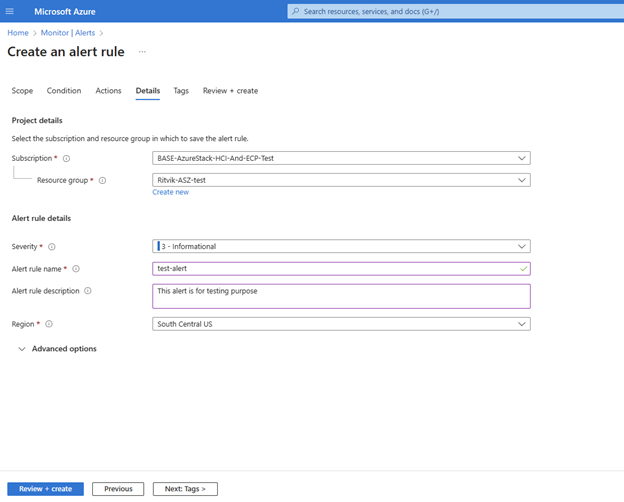 Microsoft Azure
Search resources, services, and docs (G+/)
Home > Monitor | Alerts >
Create an alert rule ...
Scope Condition Actions Details Tags Review + create
Project details
Select the subscription and resource group in which to save the alert rule.
Subscription * BASE-AzureStack-HCI-And-ECP-Test
Resource group * Ritvik-ASZ-test
Create new
Alert rule details
Severity * 3 - Informational
Alert rule name * test-alert
Alert rule description This alert is for testing purpose
Region * South Central US
Advanced options
Review + create Previous Next: Tags >